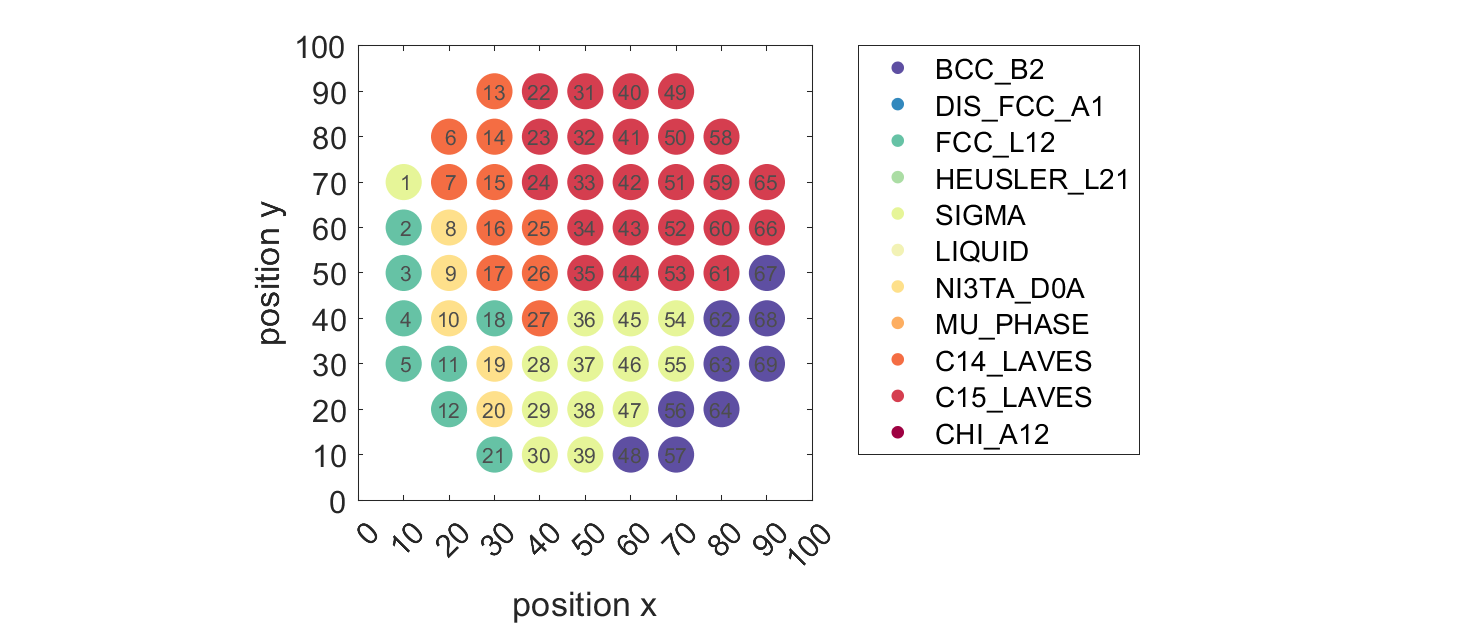 100
90
80
70
60
50
40
30
20
10
0
13 22 31 40 49
6 14 23 32 41 50 58
1 7 15 24 33 42 51 59 65
2 8 16 25 34 43 52 60 66
3 9 17 26 35 44 53 61 67
4 10 18 27 36 45 54 62 68
5 11 19 28 37 46 55 63 69
12 20 29 38 47 56 64
21 30 39 48 57
0 10 20 30 40 50 60 70 80 90 100
position x
position y
BCC_B2
DIS_FCC_A1
FCC_L12
HEUSLER_L21
SIGMA
LIQUID
NI3TA_D0A
MU_PHASE
C14_LAVES
C15_LAVES
CHI_A12